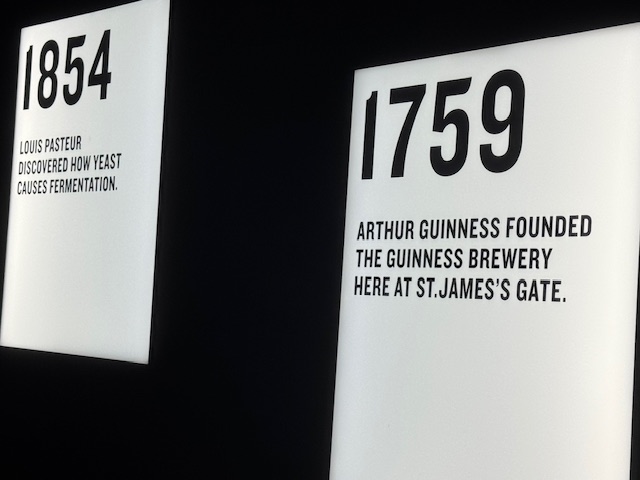 1854
LOUIS PASTEUR
DISCOVERED HOW YEAST
CAUSES FERMENTATION.
1759
ARTHUR GUINNESS FOUNDED
THE GUINNESS BREWERY
HERE AT ST.JAMES'S GATE.